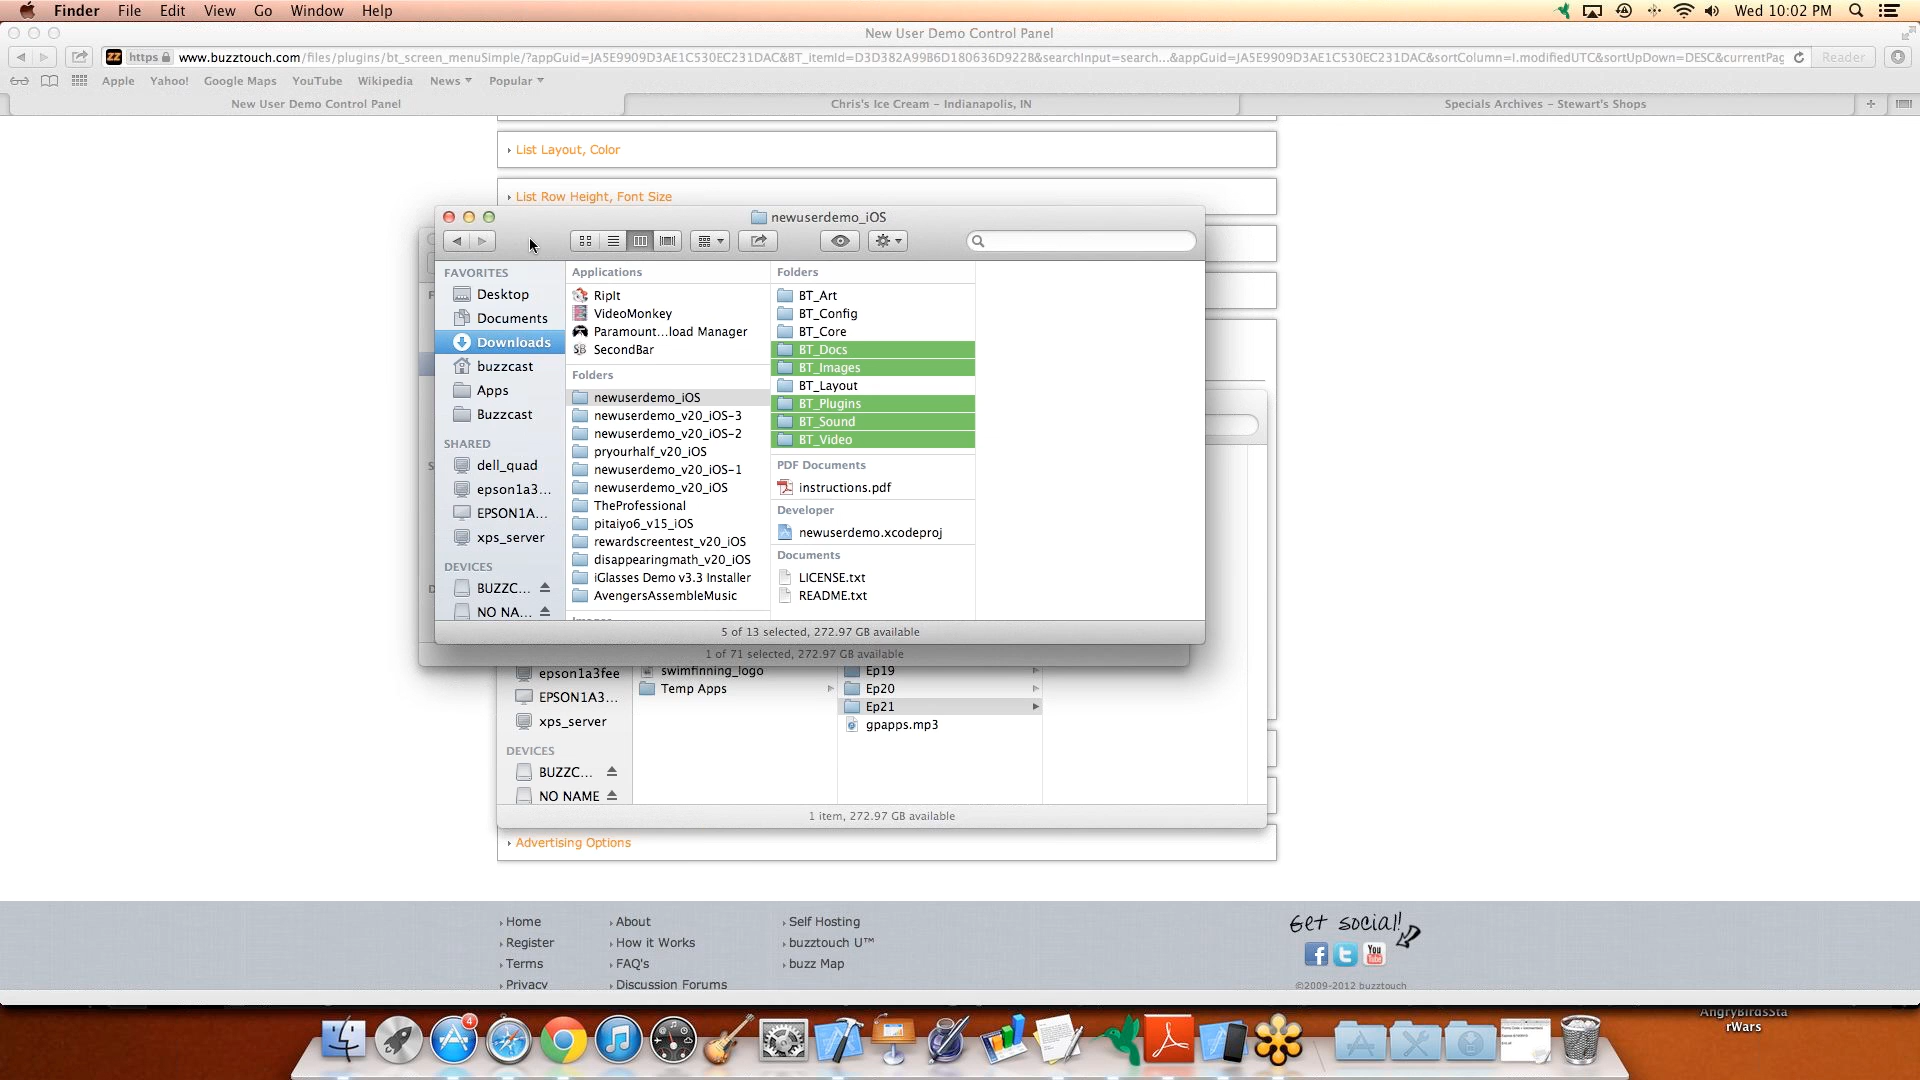 Finder File Edit View Go Window Help Wed 10:02 PM
New User Demo Control Panel
https www.buzztouch.com/files/plugins/bt_screen_menuSimple/?appGuid=JA5E9909D3AE1C530EC231DAC&BT_itemId=D3D382A99B6D180636D922B&searchInput=search...&appGuid=JA5E9909D3AE1C530EC231DAC&sortColumn=I.modifiedUTC&sortUpDown=DESC&currentPag Reader
Apple Yahoo! Google Maps YouTube Wikipedia News Popular
New User Demo Control Panel Chris's Ice Cream – Indianapolis, IN Specials Archives – Stewart's Shops
List Layout, Color
List Row Height, Font Size
newuserdemo_iOS
FAVORITES
Desktop
Documents
Downloads
buzzcast
Apps
Buzzcast
SHARED
dell_quad
epson1a3...
EPSON1A...
xps_server
DEVICES
BUZZC...
NO NA...
Applications
RipIt
VideoMonkey
Paramount...load Manager
SecondBar
Folders
newuserdemo_iOS
newuserdemo_v20_iOS-3
newuserdemo_v20_iOS-2
pryourhalf_v20_iOS
newuserdemo_v20_iOS-1
newuserdemo_v20_iOS
TheProfessional
pitaiyo6_v15_iOS
rewardscreentest_v20_iOS
disappearingmath_v20_iOS
iGlasses Demo v3.3 Installer
AvengersAssembleMusic
Folders
BT_Art
BT_Config
BT_Core
BT_Docs
BT_Images
BT_Layout
BT_Plugins
BT_Sound
BT_Video
PDF Documents
instructions.pdf
Developer
newuserdemo.xcodeproj
Documents
LICENSE.txt
README.txt
5 of 13 selected, 272.97 GB available
1 of 71 selected, 272.97 GB available
epson1a3fee
EPSON1A3...
xps_server
DEVICES
BUZZC...
NO NAME
swimfinning_logo
Temp Apps
Ep19
Ep20
Ep21
gpapps.mp3
1 item, 272.97 GB available
Advertising Options
Home
Register
Terms
Privacy
About
How it Works
FAQ's
Discussion Forums
Self Hosting
buzztouch U™
buzz Map
Get social!
You Tube
©2009-2012 buzztouch
4
AngryBirdsSta
rWars